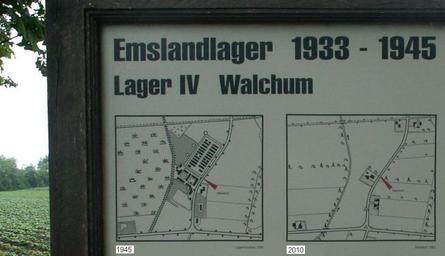 Emslandlager 1933 - 1945
Lager IV Walchum
1945
2010